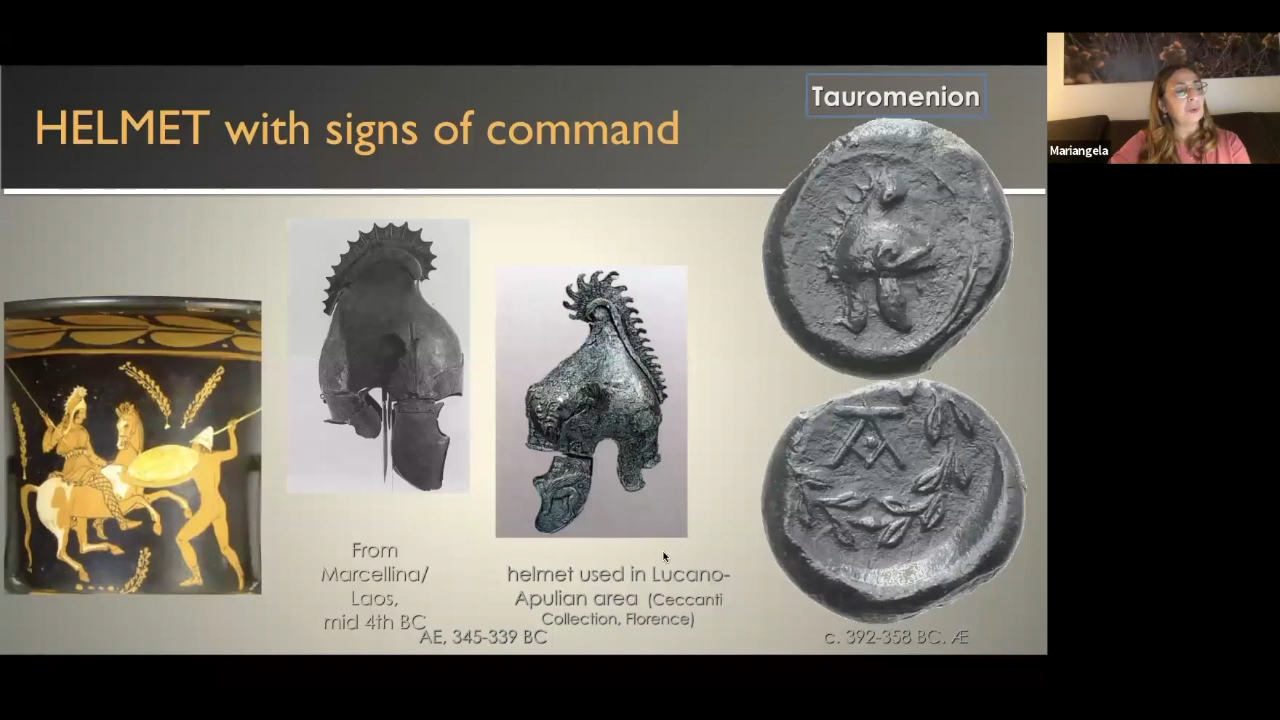 HELMET with signs of command
Tauromenion
Mariangela
From
Marcellina/
Laos,
mid 4th BC
helmet used in Lucano-
Apulian area (Ceccanti
Collection, Florence)
AE, 345-339 BC
c. 392-358 BC. Æ